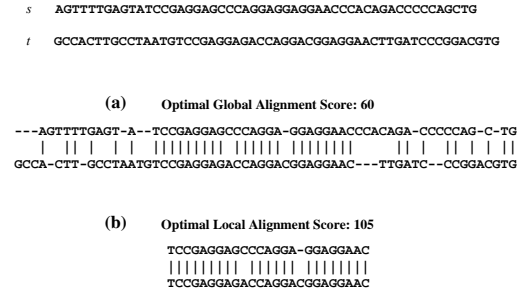 s AGTTTTGAGTATCCGAGGAGCCCAGGAGGAGGAACCCACAGACCCCCAGCTG
t GCCACTTGCCTAATGTCCGAGGAGACCAGGACGGAGGAACTTGATCCCGGACGTG
(a) Optimal Global Alignment Score: 60
---AGTTTTGAGT-A--TCCGAGGAGCCCAGGA-GGAGGAACCCACAGA-CCCCCAG-C-TG
| || | | | ||||||||| |||||| |||||||| || | || | | ||
GCCA-CTT-GCCTAATGTCCGAGGAGACCAGGACGGAGGAAC---TTGATC--CCGGACGTG
(b) Optimal Local Alignment Score: 105
TCCGAGGAGCCCAGGA-GGAGGAAC
||||||||| |||||| ||||||||
TCCGAGGAGACCAGGACGGAGGAAC